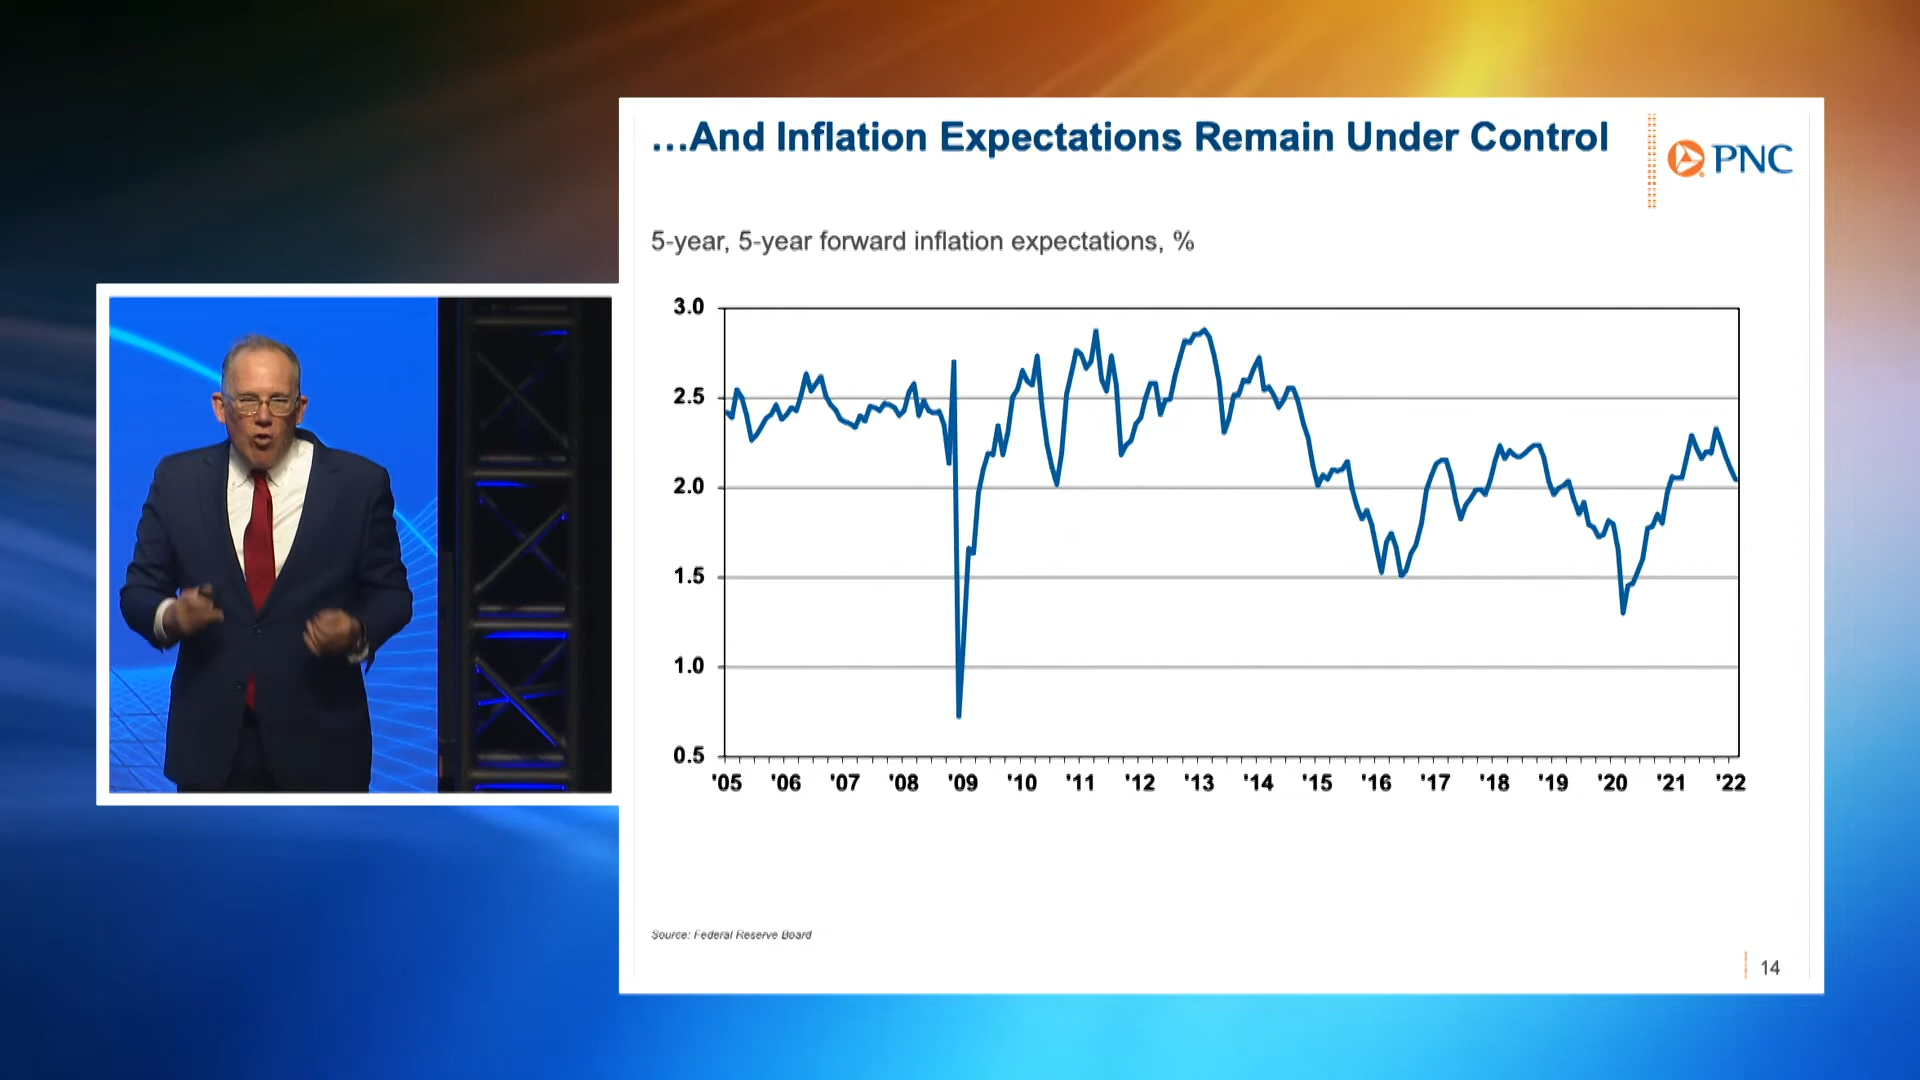 ...And Inflation Expectations Remain Under Control
PNC
5-year, 5-year forward inflation expectations, %
3.0
2.5
2.0
1.5
1.0
0.5
'05 '06 '07 '08 '09 '10 '11 '12 '13 '14 '15 '16 '17 '18 '19 '20 '21 '22
Source: Federal Reserve Board
14